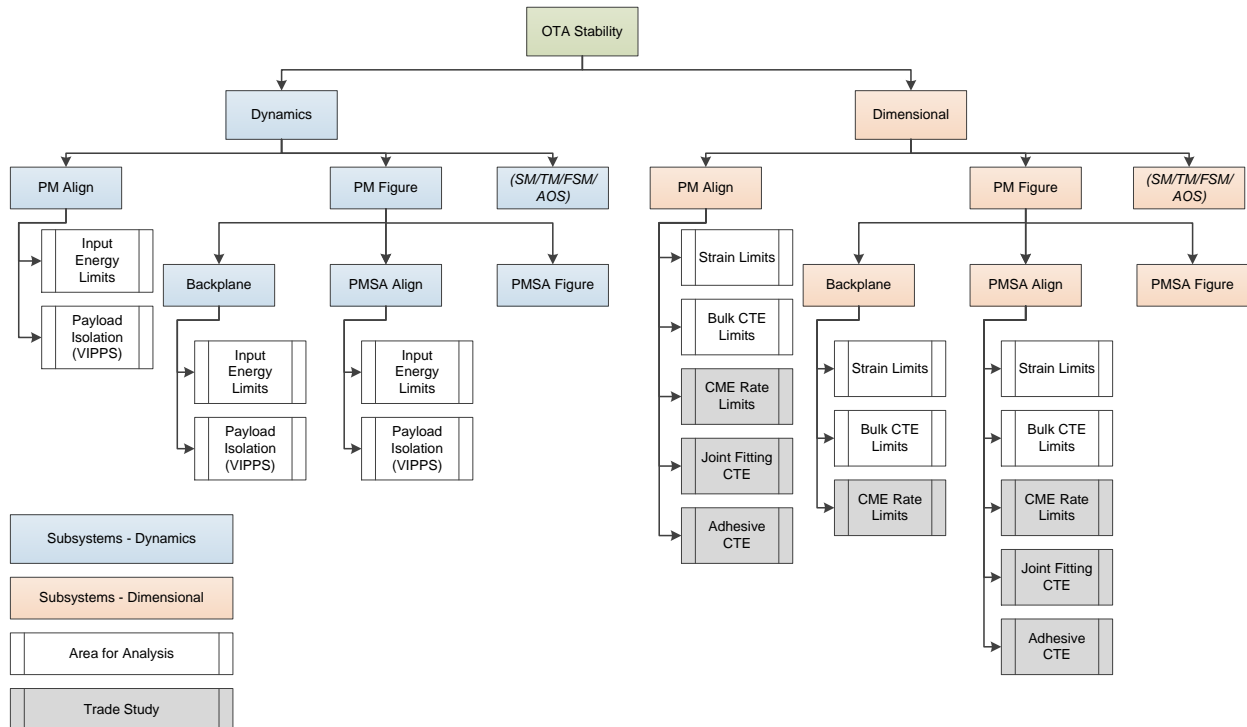 OTA Stability
Dynamics
Dimensional
PM Align
PM Figure
(SM/TM/FSM/
AOS)
PM Align
PM Figure
(SM/TM/FSM/
AOS)
Input
Energy
Limits
Payload
Isolation
(VIPPS)
Backplane
PMSA Align
PMSA Figure
Input
Energy
Limits
Payload
Isolation
(VIPPS)
Input
Energy
Limits
Payload
Isolation
(VIPPS)
Strain Limits
Bulk CTE
Limits
CME Rate
Limits
Joint Fitting
CTE
Adhesive
CTE
Backplane
PMSA Align
PMSA Figure
Strain Limits
Bulk CTE
Limits
CME Rate
Limits
Strain Limits
Bulk CTE
Limits
CME Rate
Limits
Joint Fitting
CTE
Adhesive
CTE
Subsystems - Dynamics
Subsystems - Dimensional
Area for Analysis
Trade Study